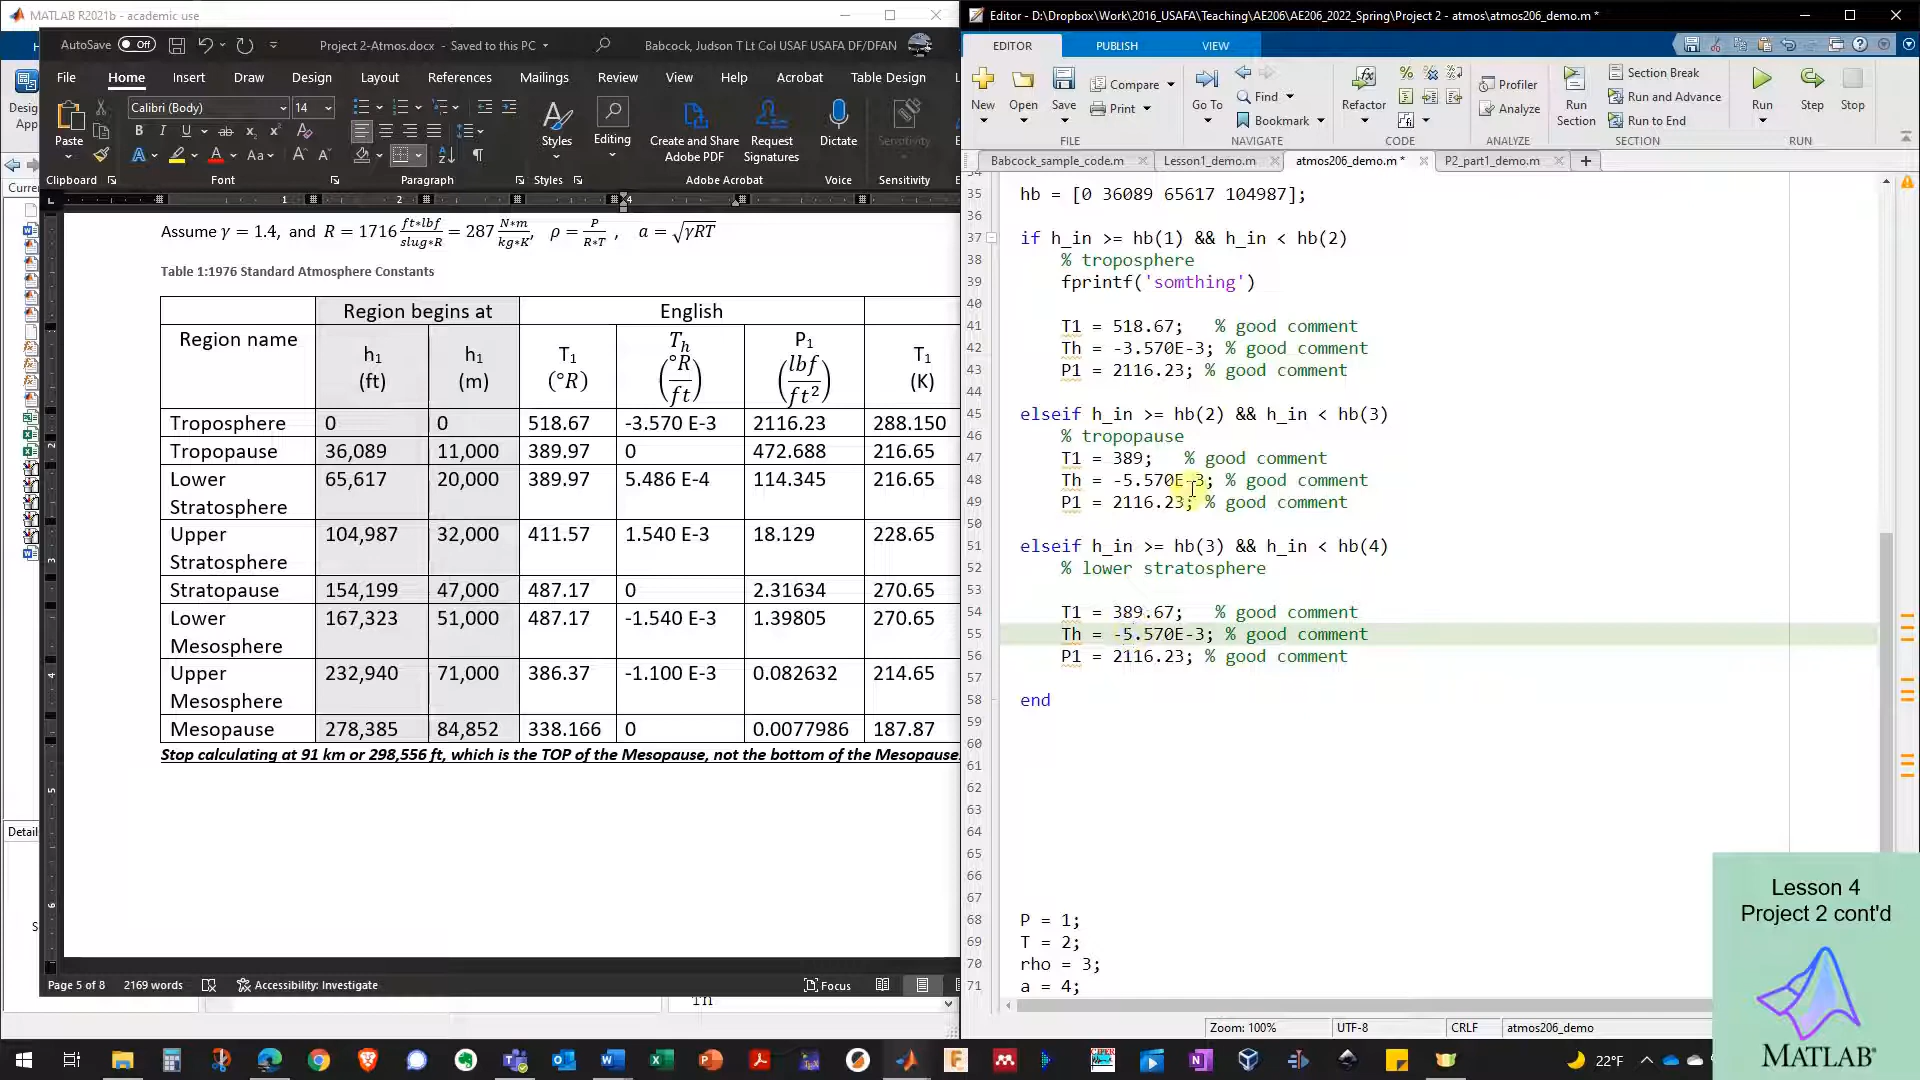 MATLAB R2021b - academic use
AutoSave Off Project 2-Atmos.docx - Saved to this PC Babcock, Judson T Lt Col USAF USAFA DF/DFAN
File Home Insert Draw Design Layout References Mailings Review View Help Acrobat Table Design
Calibri (Body) 14
Paste Styles Editing Create and Share Adobe PDF Request Signatures Dictate Sensitivity
Clipboard Font Paragraph Styles Adobe Acrobat Voice Sensitivity
Assume γ = 1.4, and R = 1716 ft*lbf/slug*R = 287 N*m/kg*K, ρ = P/R*T , a = √γRT
Table 1:1976 Standard Atmosphere Constants
Region begins at English
Region name h1 (ft) h1 (m) T1 (°R) Th (°R/ft) P1 (lbf/ft²) T1 (K)
Troposphere 0 0 518.67 -3.570 E-3 2116.23 288.150
Tropopause 36,089 11,000 389.97 0 472.688 216.65
Lower Stratosphere 65,617 20,000 389.97 5.486 E-4 114.345 216.65
Upper Stratosphere 104,987 32,000 411.57 1.540 E-3 18.129 228.65
Stratopause 154,199 47,000 487.17 0 2.31634 270.65
Lower Mesosphere 167,323 51,000 487.17 -1.540 E-3 1.39805 270.65
Upper Mesosphere 232,940 71,000 386.37 -1.100 E-3 0.082632 214.65
Mesopause 278,385 84,852 338.166 0 0.0077986 187.87
Stop calculating at 91 km or 298,556 ft, which is the TOP of the Mesopause, not the bottom of the Mesopause
Page 5 of 8 2169 words Accessibility: Investigate Focus
Editor - D:\Dropbox\Work\2016_USAFA\Teaching\AE206\AE206_2022_Spring\Project 2 - atmos\atmos206_demo.m *
EDITOR PUBLISH VIEW
New Open Save Compare Print Go To Find Bookmark Refactor Profiler Analyze Run Section Section Break Run and Advance Run to End Run Step Stop
FILE NAVIGATE CODE ANALYZE SECTION RUN
Babcock_sample_code.m Lesson1_demo.m atmos206_demo.m * P2_part1_demo.m
35 hb = [0 36089 65617 104987];
36
37 if h_in >= hb(1) && h_in < hb(2)
38 % troposphere
39 fprintf('somthing')
40
41 T1 = 518.67; % good comment
42 Th = -3.570E-3; % good comment
43 P1 = 2116.23; % good comment
44
45 elseif h_in >= hb(2) && h_in < hb(3)
46 % tropopause
47 T1 = 389; % good comment
48 Th = -5.570E-3; % good comment
49 P1 = 2116.23; % good comment
50
51 elseif h_in >= hb(3) && h_in < hb(4)
52 % lower stratosphere
53
54 T1 = 389.67; % good comment
55 Th = -5.570E-3; % good comment
56 P1 = 2116.23; % good comment
57
58 end
59
60
61
62
63
64
65
66
67
68 P = 1;
69 T = 2;
70 rho = 3;
71 a = 4;
Zoom: 100% UTF-8 CRLF atmos206_demo
Lesson 4
Project 2 cont'd
MATLAB
22°F